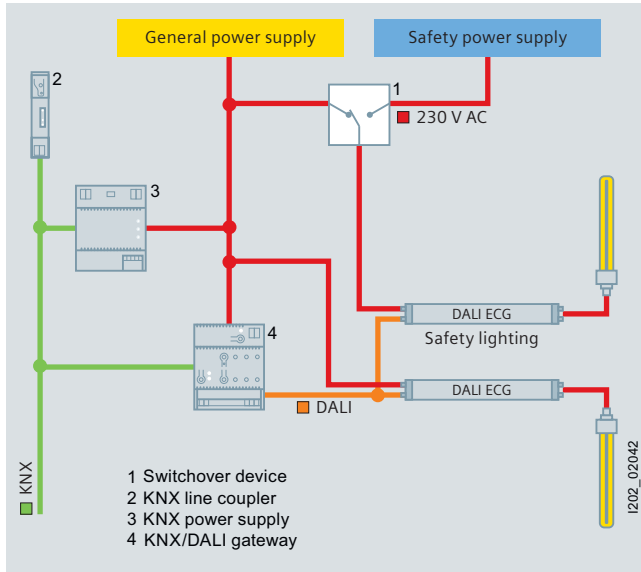 General power supply
Safety power supply
2
1
230 V AC
3
4
DALI ECG
Safety lighting
DALI ECG
DALI
KNX
1 Switchover device
2 KNX line coupler
3 KNX power supply
4 KNX/DALI gateway
I202_02042